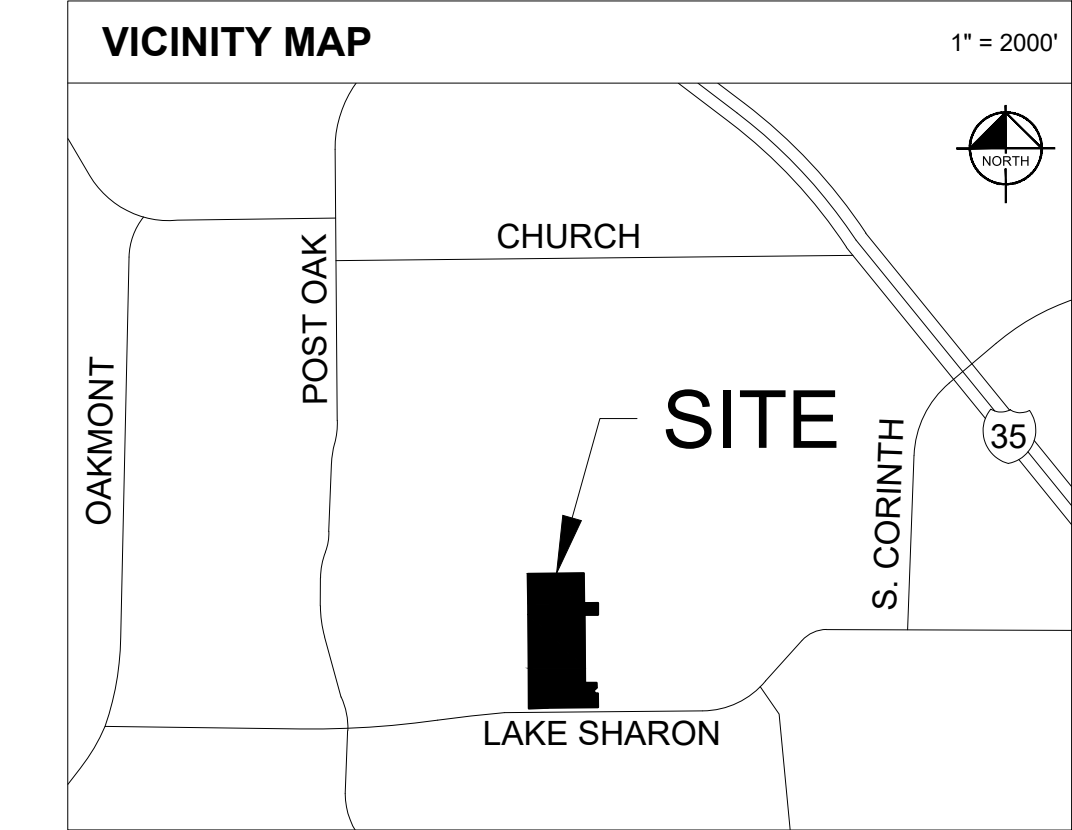 VICINITY MAP
1" = 2000'
NORTH
CHURCH
POST OAK
OAKMONT
SITE
35
S. CORINTH
LAKE SHARON